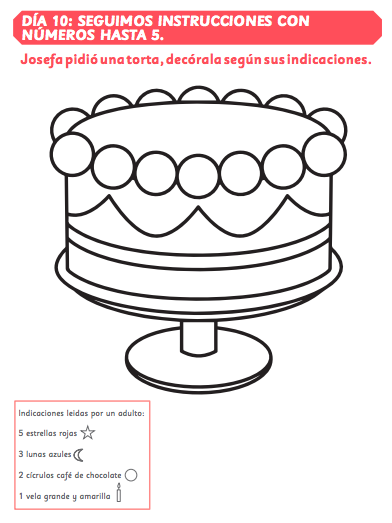 DÍA 10: SEGUIMOS INSTRUCCIONES CON
NÚMEROS HASTA 5.
Josefa pidió una torta, decórala según sus indicaciones.
Indicaciones leídas por un adulto:
5 estrellas rojas
3 lunas azules
2 cícrulos café de chocolate
1 vela grande y amarilla